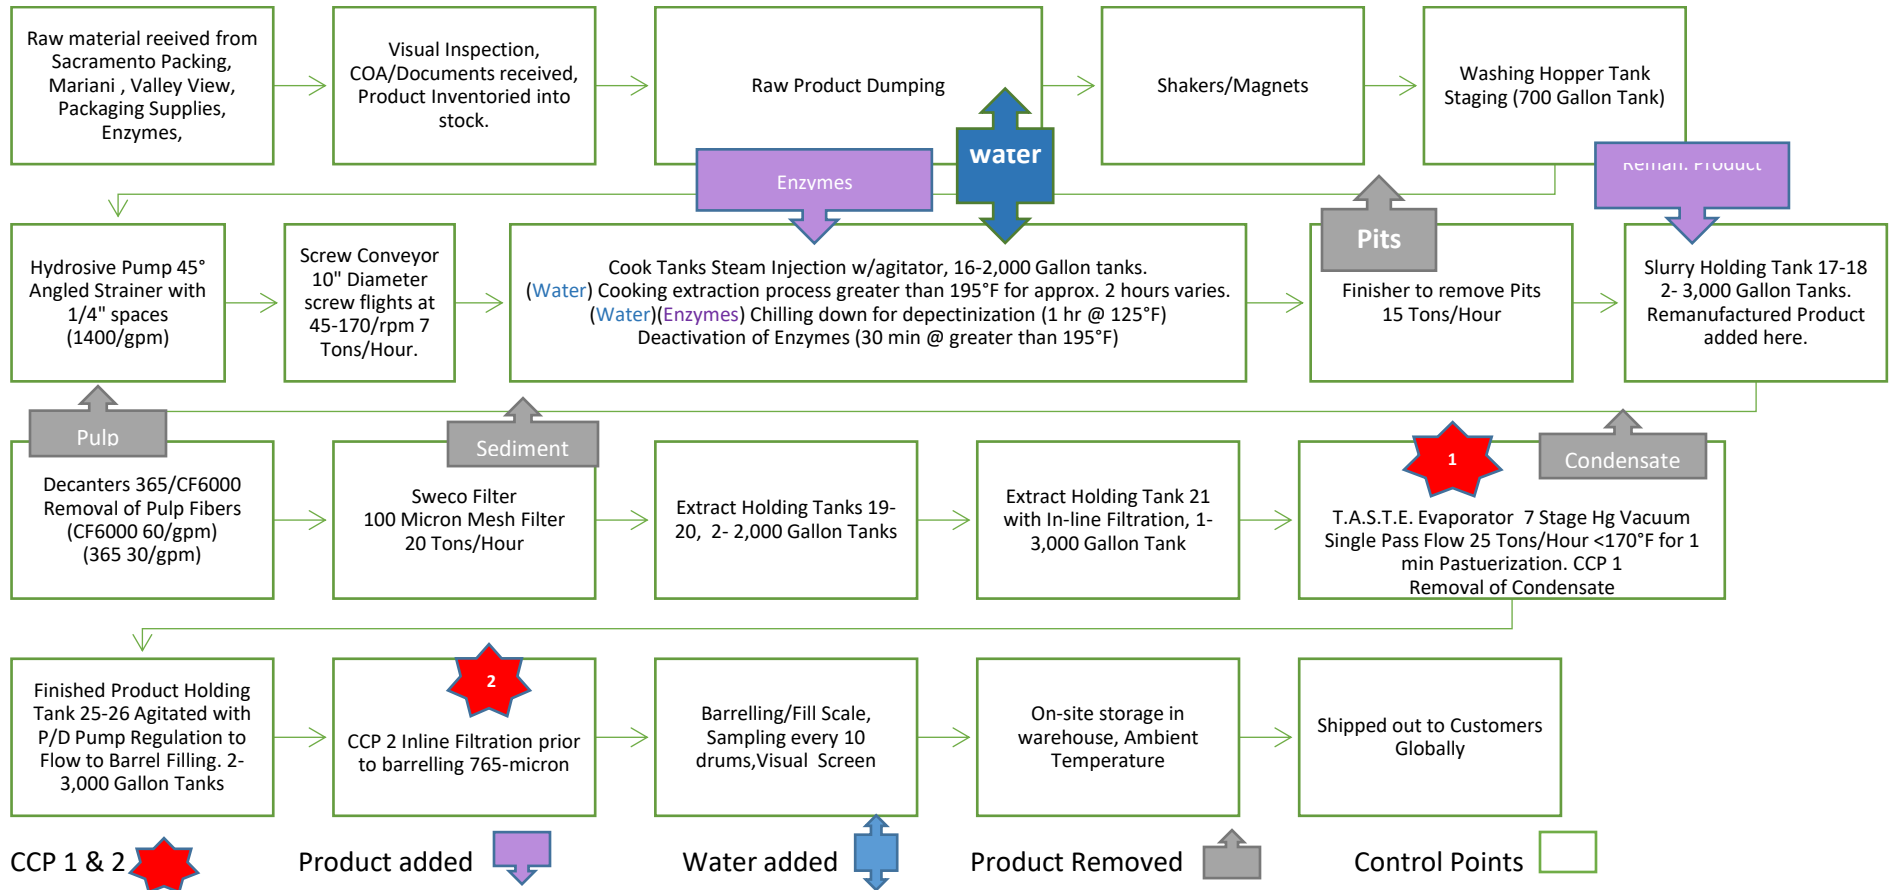 Raw material reeived from
Sacramento Packing,
Mariani , Valley View,
Packaging Supplies,
Enzymes,
Visual Inspection,
COA/Documents received,
Product Inventoried into
stock.
Raw Product Dumping
water
Shakers/Magnets
Washing Hopper Tank
Staging (700 Gallon Tank)
Enzymes
Reman. Product
Hydrosive Pump 45°
Angled Strainer with
1/4" spaces
(1400/gpm)
Screw Conveyor
10" Diameter
screw flights at
45-170/rpm 7
Tons/Hour.
Cook Tanks Steam Injection w/agitator, 16-2,000 Gallon tanks.
(Water) Cooking extraction process greater than 195°F for approx. 2 hours varies.
(Water)(Enzymes) Chilling down for depectinization (1 hr @ 125°F)
Deactivation of Enzymes (30 min @ greater than 195°F)
Pits
Finisher to remove Pits
15 Tons/Hour
Slurry Holding Tank 17-18
2- 3,000 Gallon Tanks.
Remanufactured Product
added here.
Pulp
Decanters 365/CF6000
Removal of Pulp Fibers
(CF6000 60/gpm)
(365 30/gpm)
Sediment
Sweco Filter
100 Micron Mesh Filter
20 Tons/Hour
Extract Holding Tanks 19-
20, 2- 2,000 Gallon Tanks
Extract Holding Tank 21
with In-line Filtration, 1-
3,000 Gallon Tank
1
Condensate
T.A.S.T.E. Evaporator 7 Stage Hg Vacuum
Single Pass Flow 25 Tons/Hour <170°F for 1
min Pastuerization. CCP 1
Removal of Condensate
Finished Product Holding
Tank 25-26 Agitated with
P/D Pump Regulation to
Flow to Barrel Filling. 2-
3,000 Gallon Tanks
2
CCP 2 Inline Filtration prior
to barrelling 765-micron
Barrelling/Fill Scale,
Sampling every 10
drums,Visual Screen
On-site storage in
warehouse, Ambient
Temperature
Shipped out to Customers
Globally
CCP 1 & 2
Product added
Water added
Product Removed
Control Points